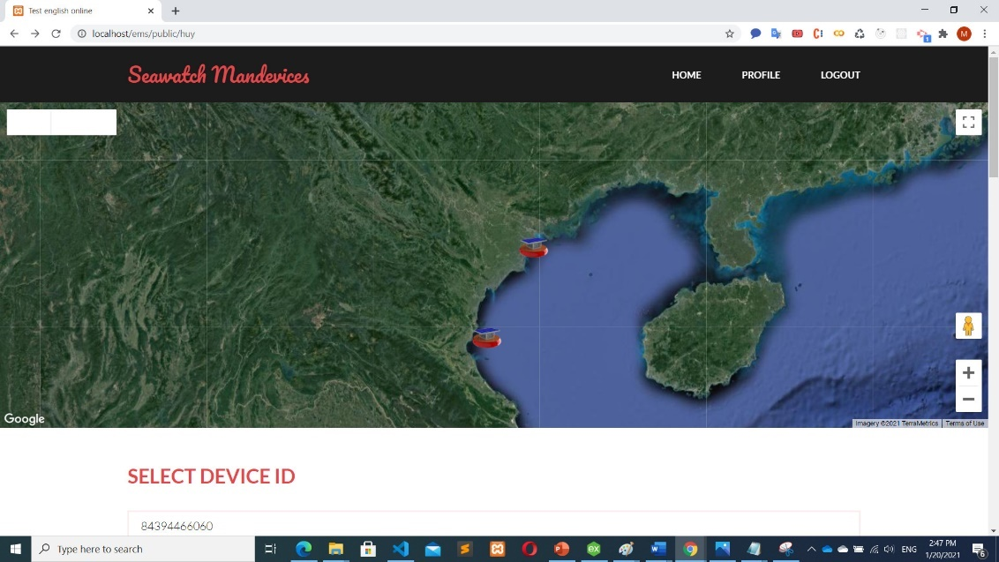 Test english online
localhost/ems/public/huy
M
1
Seawatch Mandevices
HOME
PROFILE
LOGOUT
Google
Imagery ©2021 TerraMetrics
Terms of Use
SELECT DEVICE ID
84394466060
Type here to search
ENG
2:47 PM
1/20/2021
6